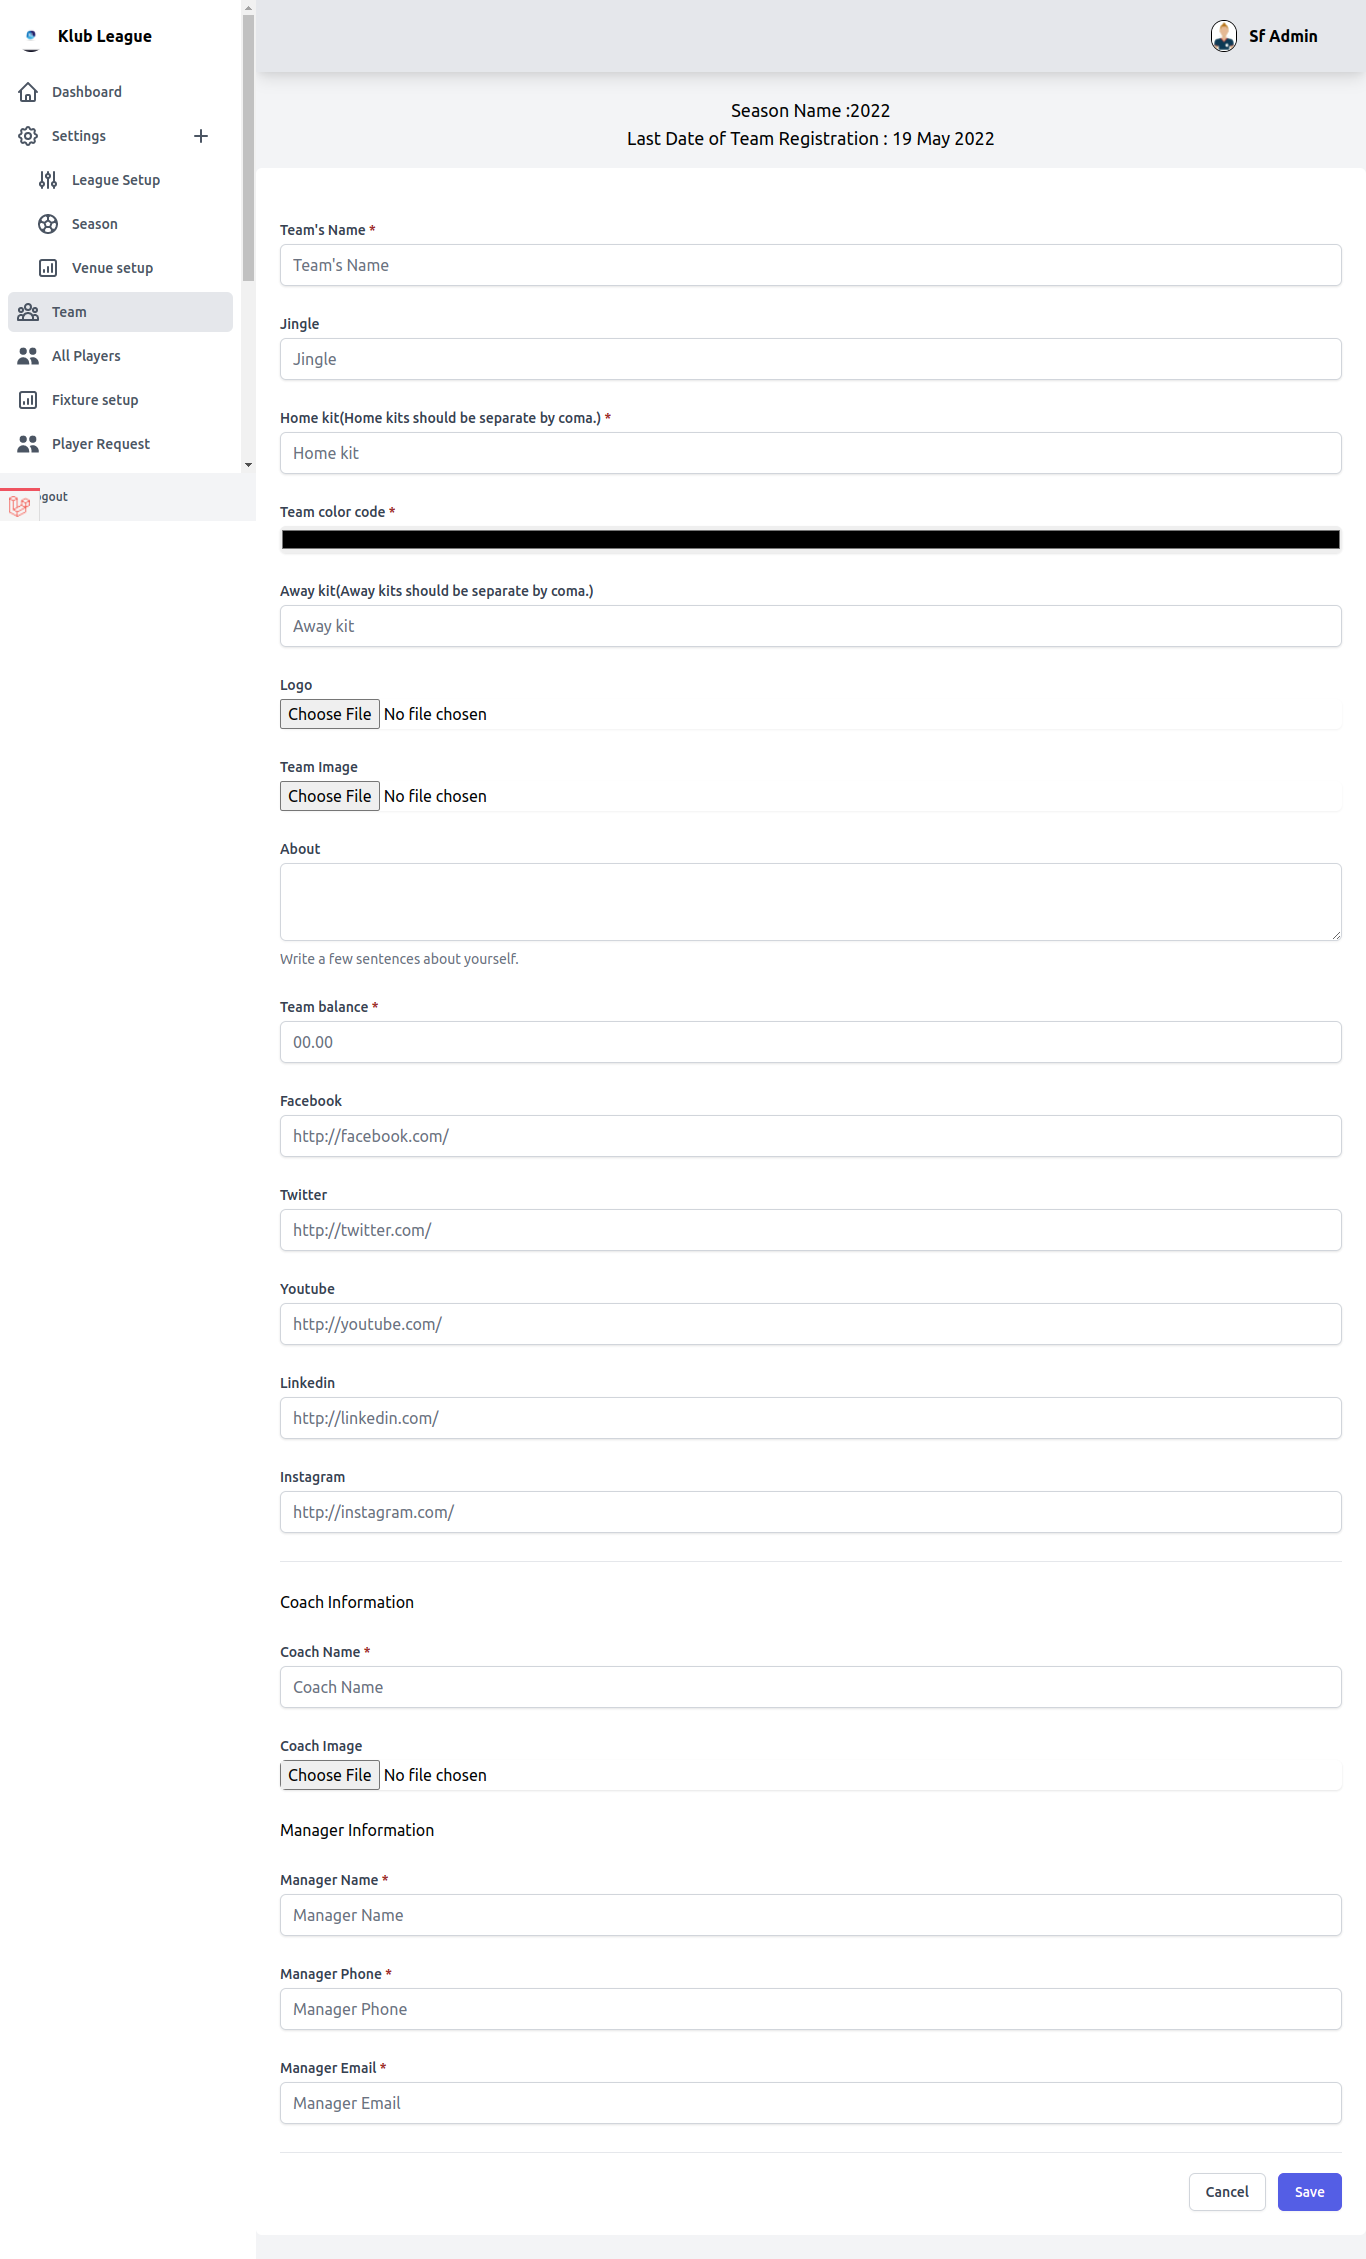 Klub League
Sf Admin
Dashboard
Settings
League Setup
Season
Venue setup
Team
All Players
Fixture setup
Player Request
ogout
Season Name :2022
Last Date of Team Registration : 19 May 2022
Team's Name *
Team's Name
Jingle
Jingle
Home kit(Home kits should be separate by coma.) *
Home kit
Team color code *
Away kit(Away kits should be separate by coma.)
Away kit
Logo
Choose File No file chosen
Team Image
Choose File No file chosen
About
Write a few sentences about yourself.
Team balance *
00.00
Facebook
http://facebook.com/
Twitter
http://twitter.com/
Youtube
http://youtube.com/
Linkedin
http://linkedin.com/
Instagram
http://instagram.com/
Coach Information
Coach Name *
Coach Name
Coach Image
Choose File No file chosen
Manager Information
Manager Name *
Manager Name
Manager Phone *
Manager Phone
Manager Email *
Manager Email
Cancel Save